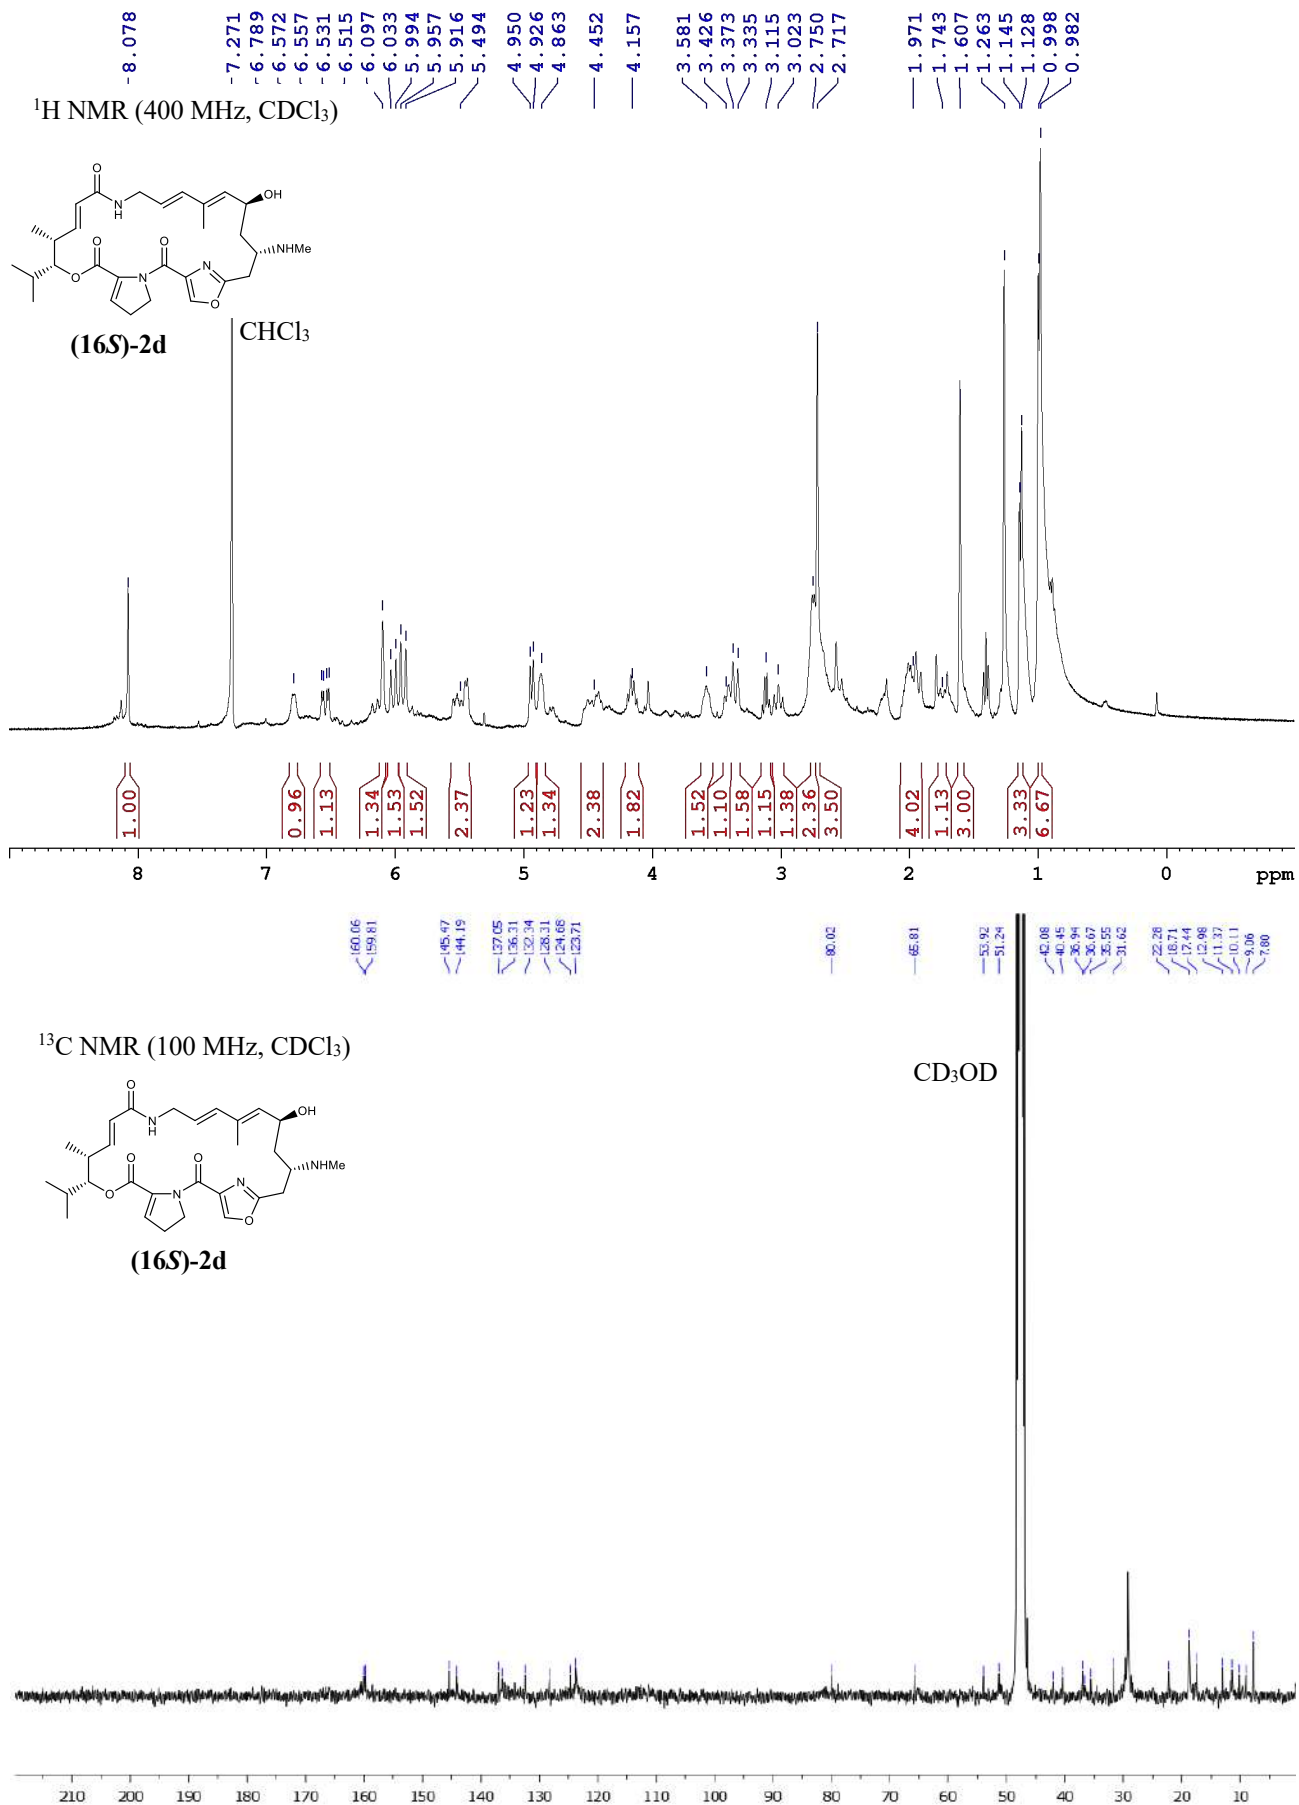 8.078
7.271
6.789
6.572
6.557
6.531
6.515
6.097
6.033
5.994
5.957
5.916
5.494
4.950
4.926
4.863
4.452
4.157
3.581
3.426
3.373
3.335
3.115
3.023
2.750
2.717
1.971
1.743
1.607
1.263
1.145
1.128
0.998
0.982
¹H NMR (400 MHz, CDCl₃)
O
N
H
OH
O
O
N
NHMe
O
N
O
(16S)-2d
CHCl₃
1.00
0.96
1.13
1.34
1.53
1.52
2.37
1.23
1.34
2.38
1.82
1.52
1.10
1.58
1.15
1.38
2.36
3.50
4.02
1.13
3.00
3.33
6.67
8 7 6 5 4 3 2 1 0 ppm
160.06
159.81
145.47
144.19
137.05
136.31
132.34
128.31
124.68
123.71
80.02
65.81
53.92
51.24
42.08
40.45
36.94
36.67
35.55
31.62
22.28
18.71
17.44
12.98
11.37
10.11
9.06
7.80
¹³C NMR (100 MHz, CDCl₃)
CD₃OD
O
N
H
OH
O
O
N
NHMe
O
N
O
(16S)-2d
210 200 190 180 170 160 150 140 130 120 110 100 90 80 70 60 50 40 30 20 10